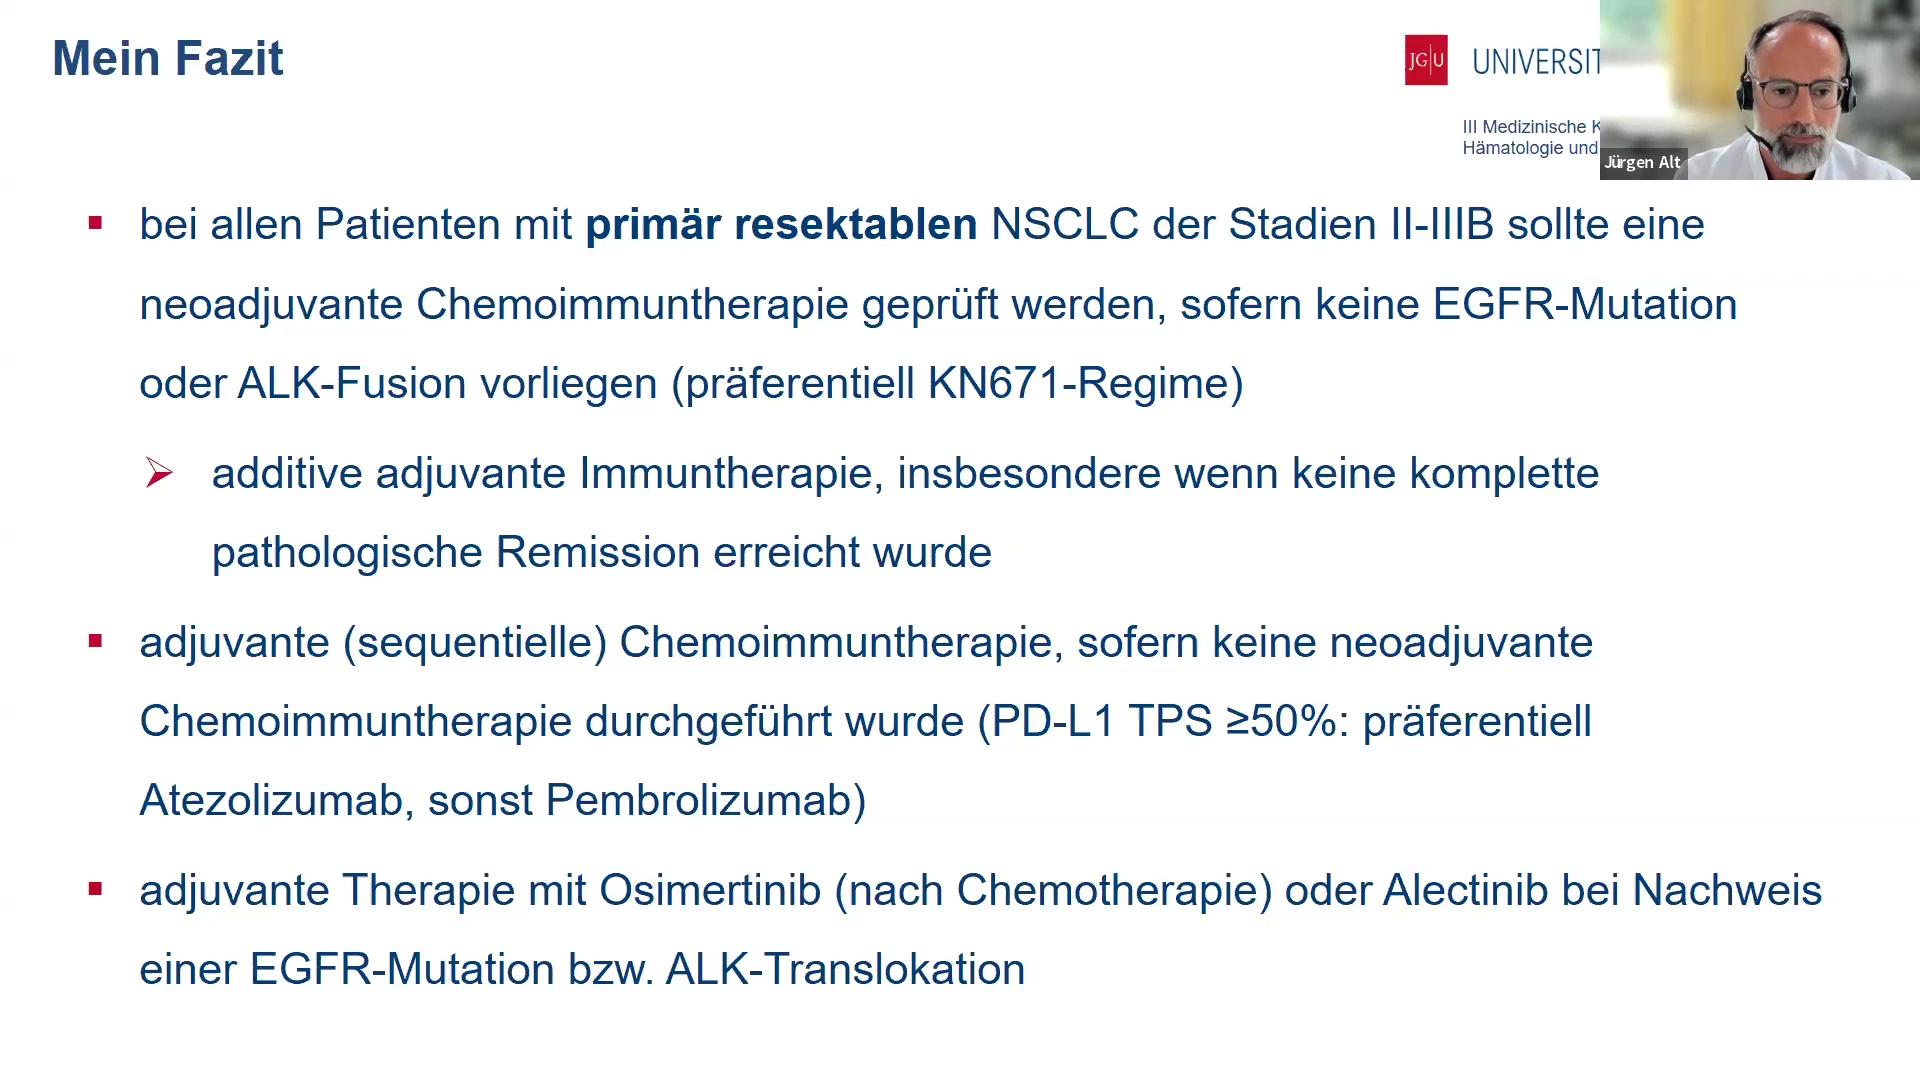 Mein Fazit
JG|U
UNIVERSIT
III Medizinische K
Hämatologie und
Jürgen Alt
bei allen Patienten mit primär resektablen NSCLC der Stadien II-IIIB sollte eine
neoadjuvante Chemoimmuntherapie geprüft werden, sofern keine EGFR-Mutation
oder ALK-Fusion vorliegen (präferentiell KN671-Regime)
additive adjuvante Immuntherapie, insbesondere wenn keine komplette
pathologische Remission erreicht wurde
adjuvante (sequentielle) Chemoimmuntherapie, sofern keine neoadjuvante
Chemoimmuntherapie durchgeführt wurde (PD-L1 TPS ≥50%: präferentiell
Atezolizumab, sonst Pembrolizumab)
adjuvante Therapie mit Osimertinib (nach Chemotherapie) oder Alectinib bei Nachweis
einer EGFR-Mutation bzw. ALK-Translokation